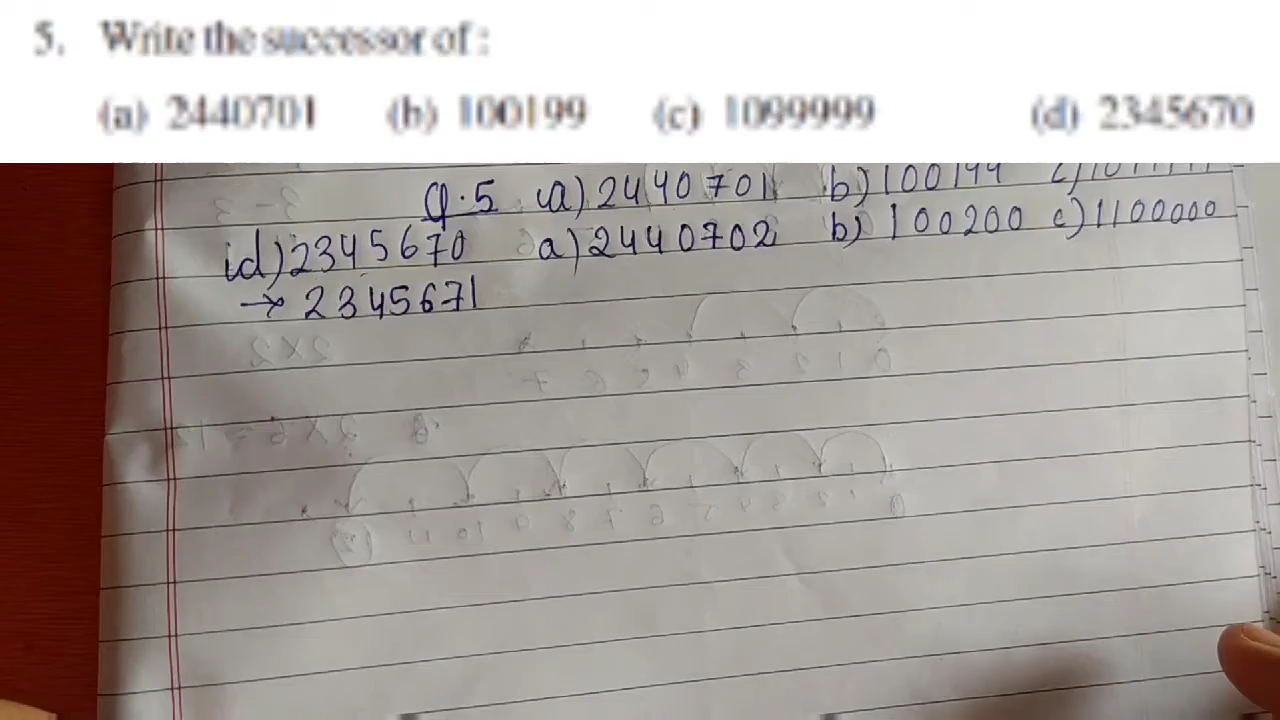 5. Write the successor of :
(a) 2440701 (b) 100199 (c) 1099999 (d) 2345670
Q.5 (a) 2440701 b) 100199
(d) 2345670 a) 2440702 b) 100200 c) 1100000
→ 2345671